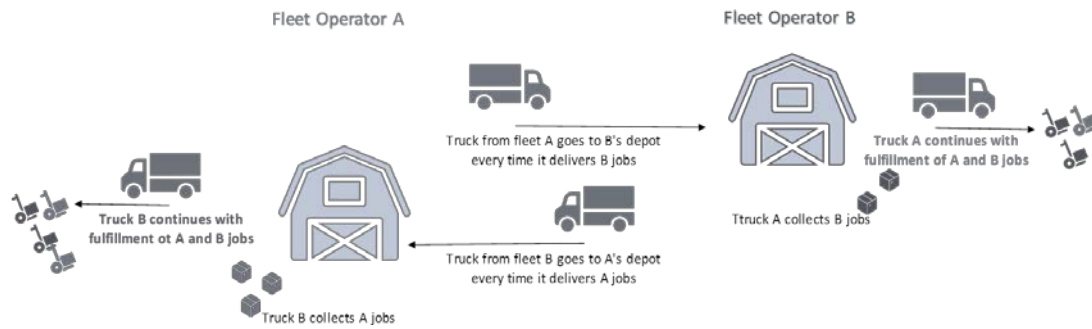 Fleet Operator A
Fleet Operator B
Truck from fleet A goes to B's depot
every time it delivers B jobs
Truck A continues with
fulfillment of A and B jobs
Ttruck A collects B jobs
Truck B continues with
fulfillment ot A and B jobs
Truck from fleet B goes to A's depot
every time it delivers A jobs
Truck B collects A jobs